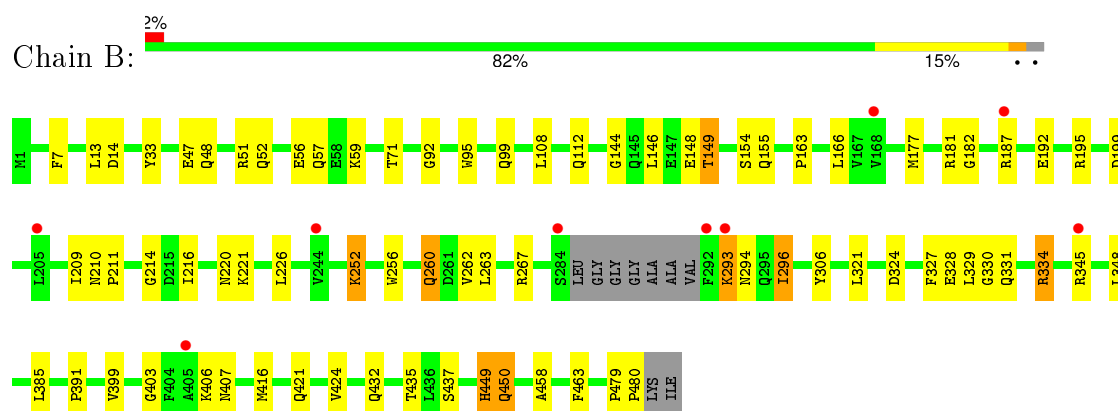 2%
Chain B:
82% 15% • •
M1 F7 L13 D14 Y33 E47 Q48 R51 Q52 E56 Q57 E58 K59 T71 G92 W95 Q99 L108 Q112 G144 Q145 L146 E147 E148 T149 S154 Q155 P163 L166 V167 V168 M177 R181 G182 R187 E192 R195 D199
L205 I209 N210 P211 G214 D215 I216 N220 K221 L226 V244 K252 W256 Q260 D261 V262 L263 R267 S284 LEU GLY GLY GLY ALA ALA VAL F292 K293 N294 Q295 I296 Y306 L321 D324 F327 E328 L329 G330 Q331 R334 R345 L348
L385 P391 V399 G403 F404 A405 K406 N407 M416 Q421 V424 Q432 T435 L436 S437 H449 Q450 A458 F463 P479 P480 LYS ILE